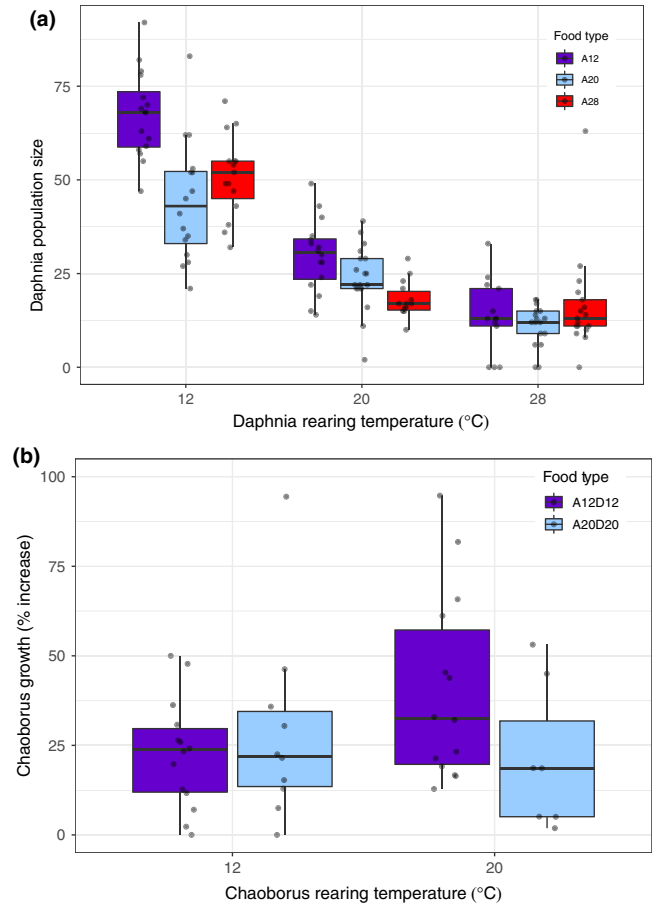 (a)
Food type
A12
A20
A28
75
50
25
0
Daphnia population size
12
20
28
Daphnia rearing temperature (°C)
(b)
Food type
A12D12
A20D20
100
75
50
25
0
Chaoborus growth (% increase)
12
20
Chaoborus rearing temperature (°C)